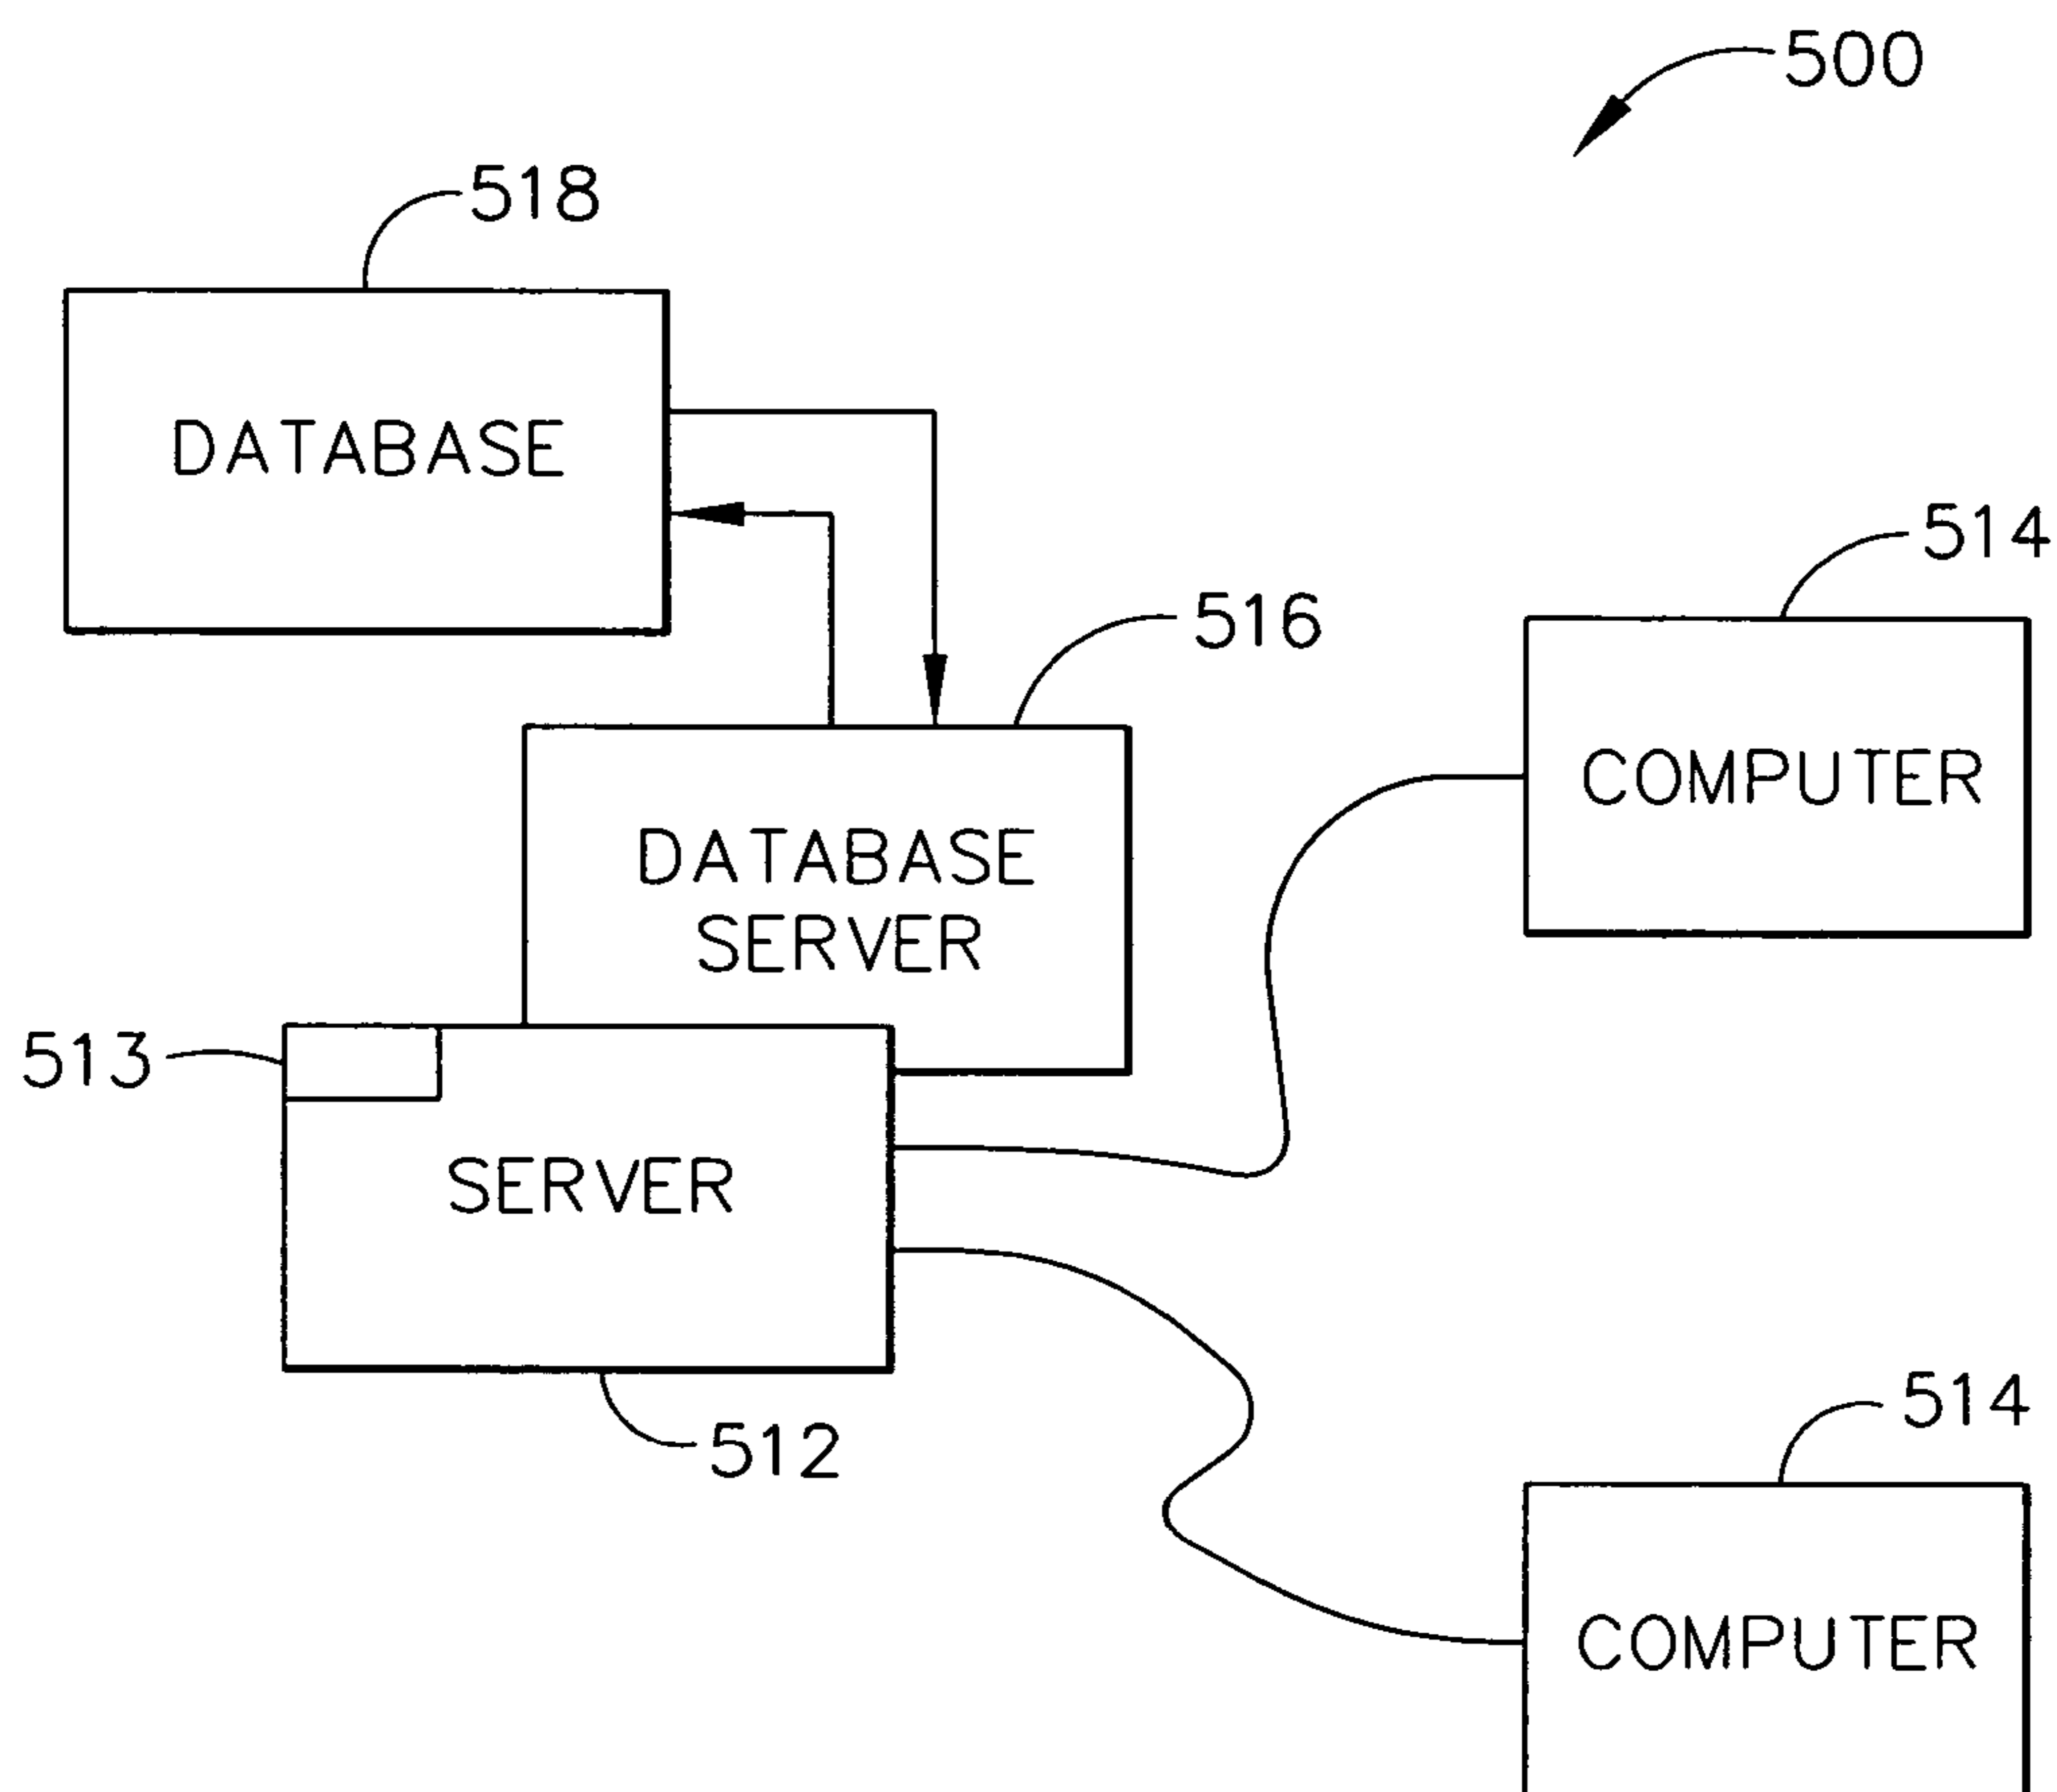 500
518
DATABASE
514
516
COMPUTER
DATABASE
SERVER
513
SERVER
512
514
COMPUTER